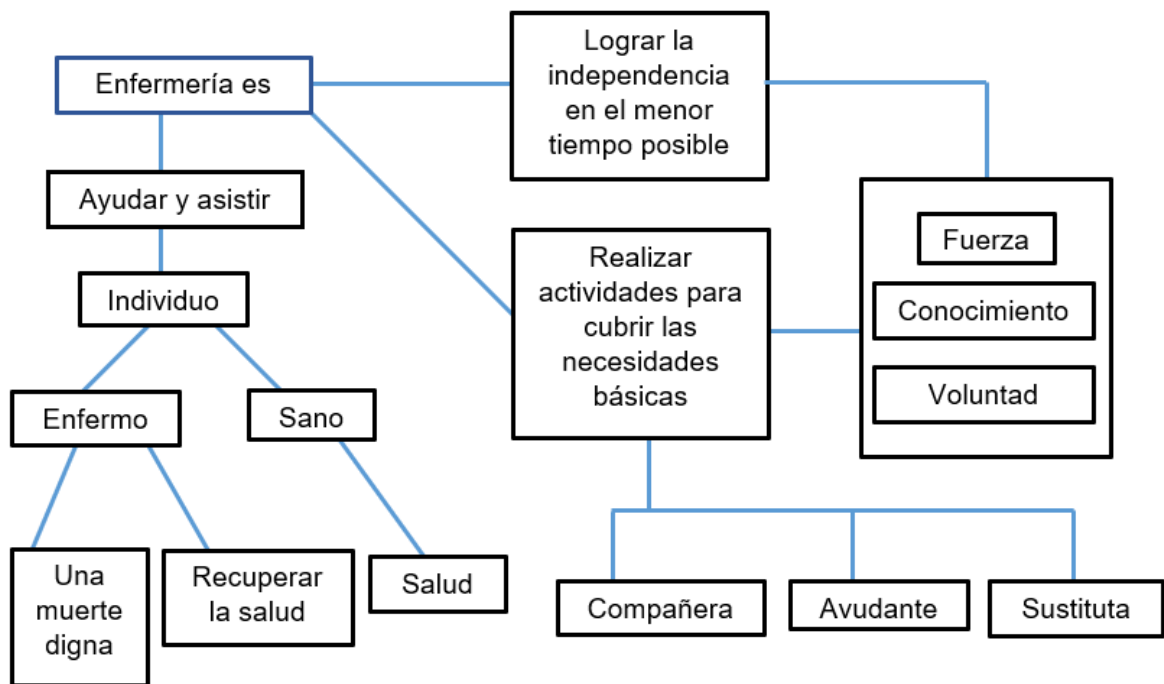 Enfermería es
Lograr la
independencia
en el menor
tiempo posible
Ayudar y asistir
Individuo
Enfermo
Sano
Una
muerte
digna
Recuperar
la salud
Salud
Realizar
actividades para
cubrir las
necesidades
básicas
Fuerza
Conocimiento
Voluntad
Compañera
Avudante
Sustituta